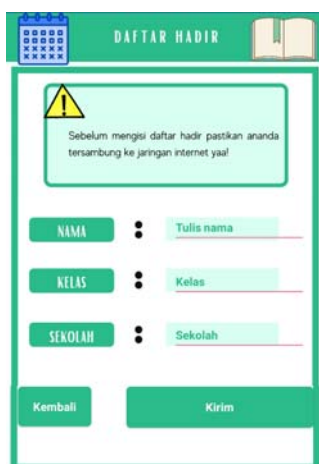 DAFTAR HADIR
Sebelum mengisi daftar hadir pastikan ananda
tersambung ke jaringan internet yaa!
NAMA : Tulis nama
KELAS : Kelas
SEKOLAH : Sekolah
Kembali Kirim